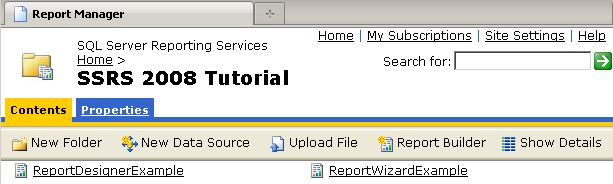 Report Manager
Home | My Subscriptions | Site Settings | Help
SQL Server Reporting Services
Home >
SSRS 2008 Tutorial
Search for:
Contents Properties
New Folder New Data Source Upload File Report Builder Show Details
ReportDesignerExample ReportWizardExample